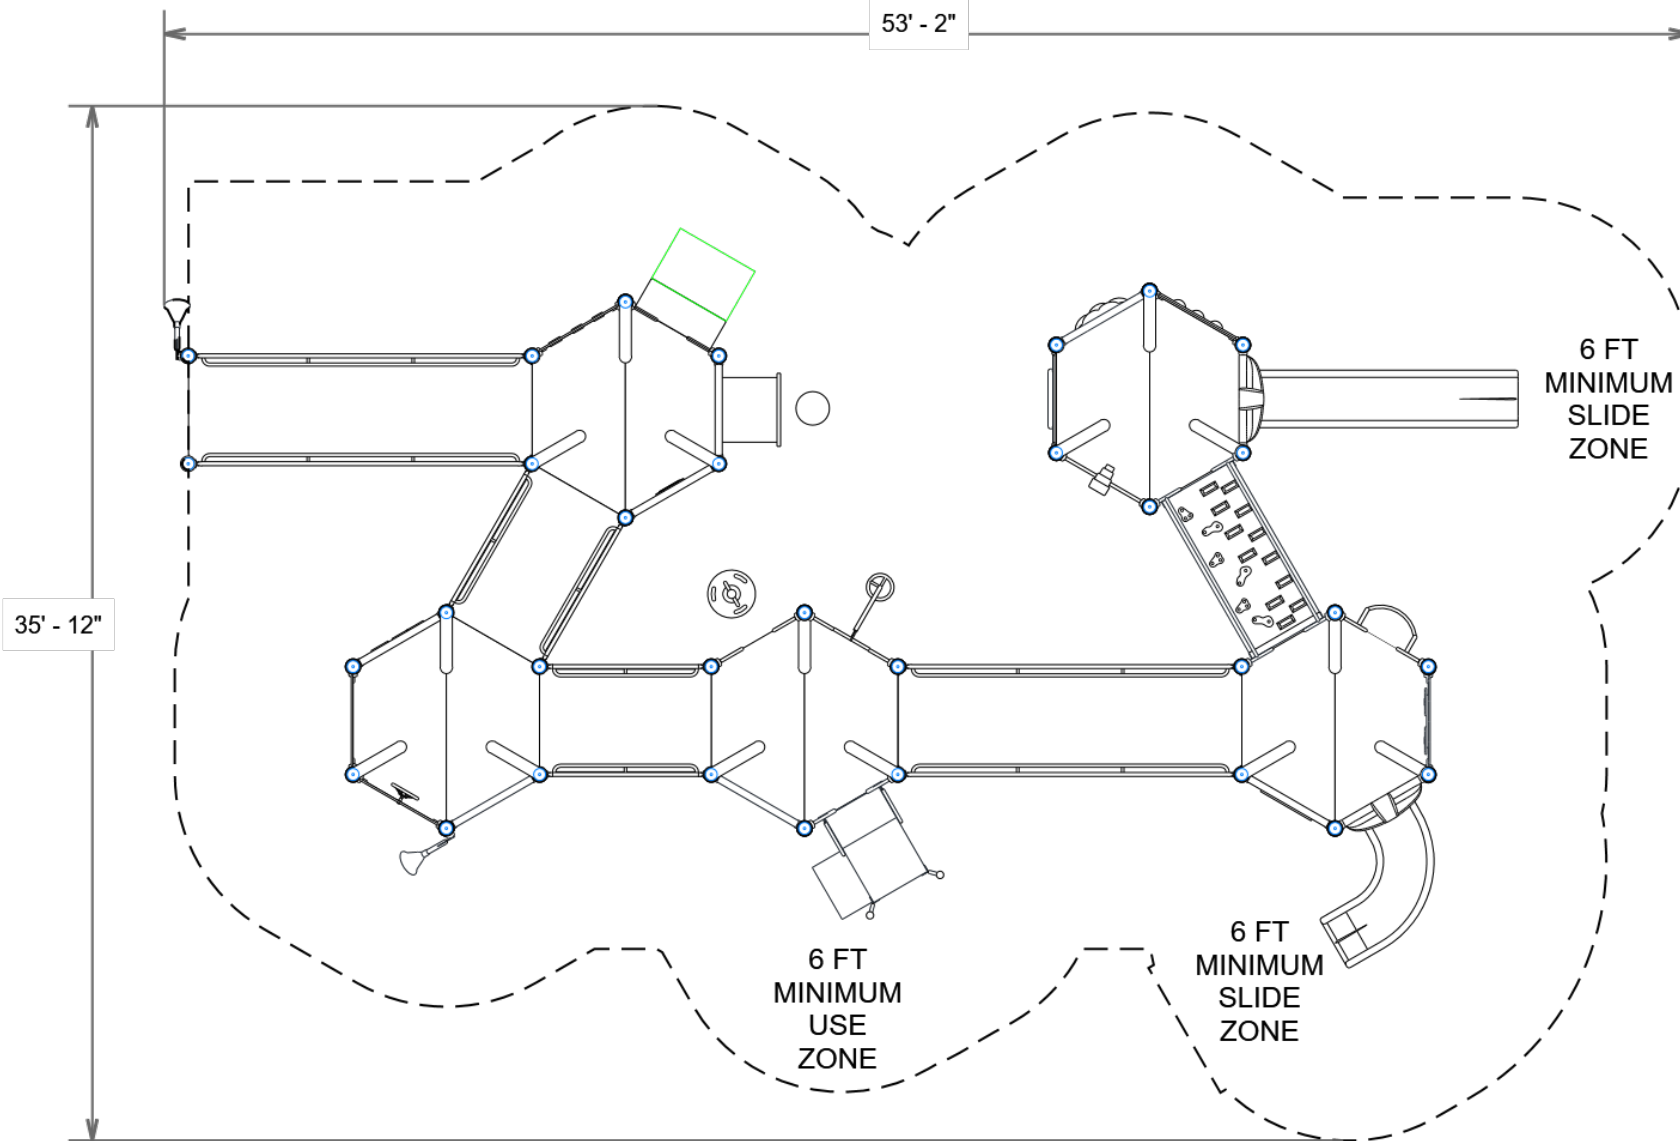 53' - 2"
6 FT
MINIMUM
SLIDE
ZONE
35' - 12"
6 FT
MINIMUM
USE
ZONE
6 FT
MINIMUM
SLIDE
ZONE